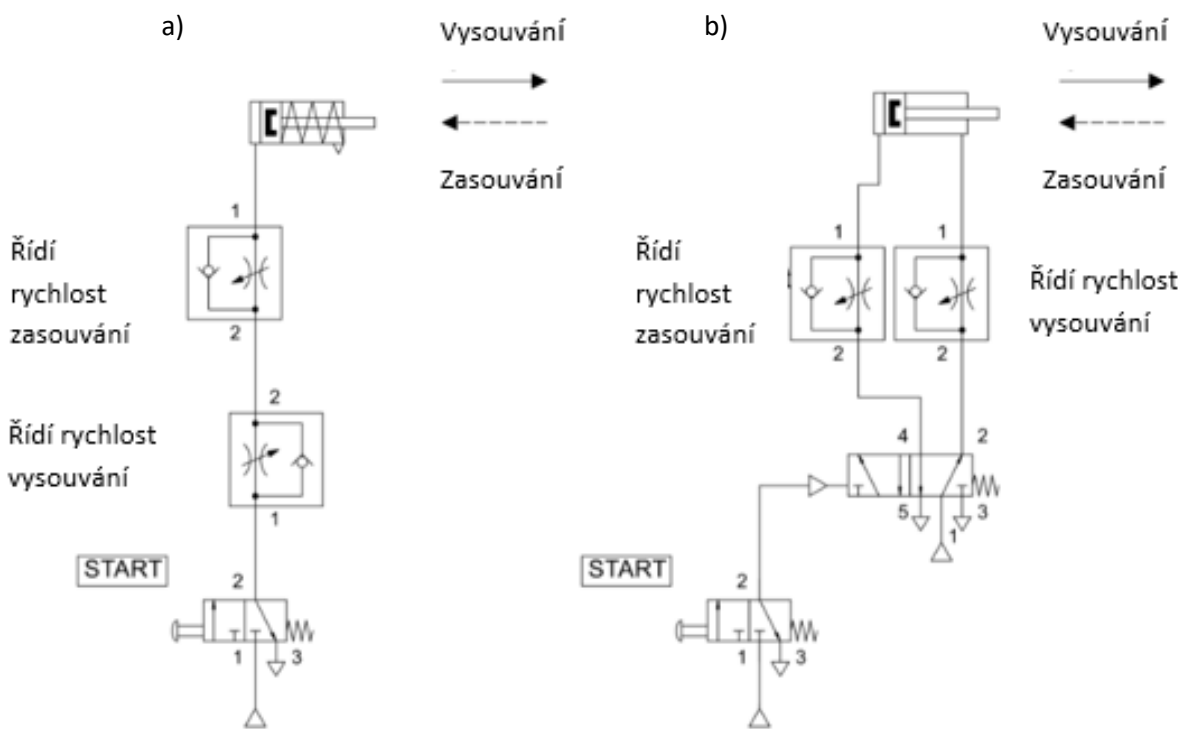 a)
Vysouvání
Zasouvání
1
Řídí
rychlost
zasouvání
2
2
Řídí rychlost
vysouvání
1
START
2
1
3
b)
Vysouvání
Zasouvání
Řídí
rychlost
zasouvání
1
1
Řídí rychlost
vysouvání
2
2
4
2
5
3
1
START
2
1
3